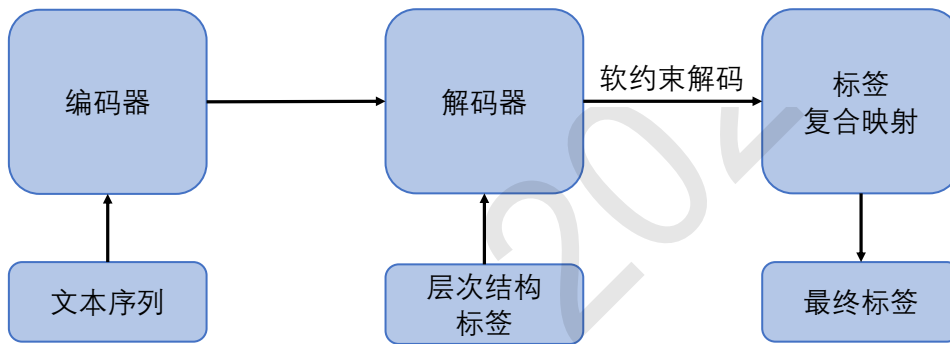 编码器
解码器
软约束解码
标签
复合映射
文本序列
层次结构
标签
最终标签